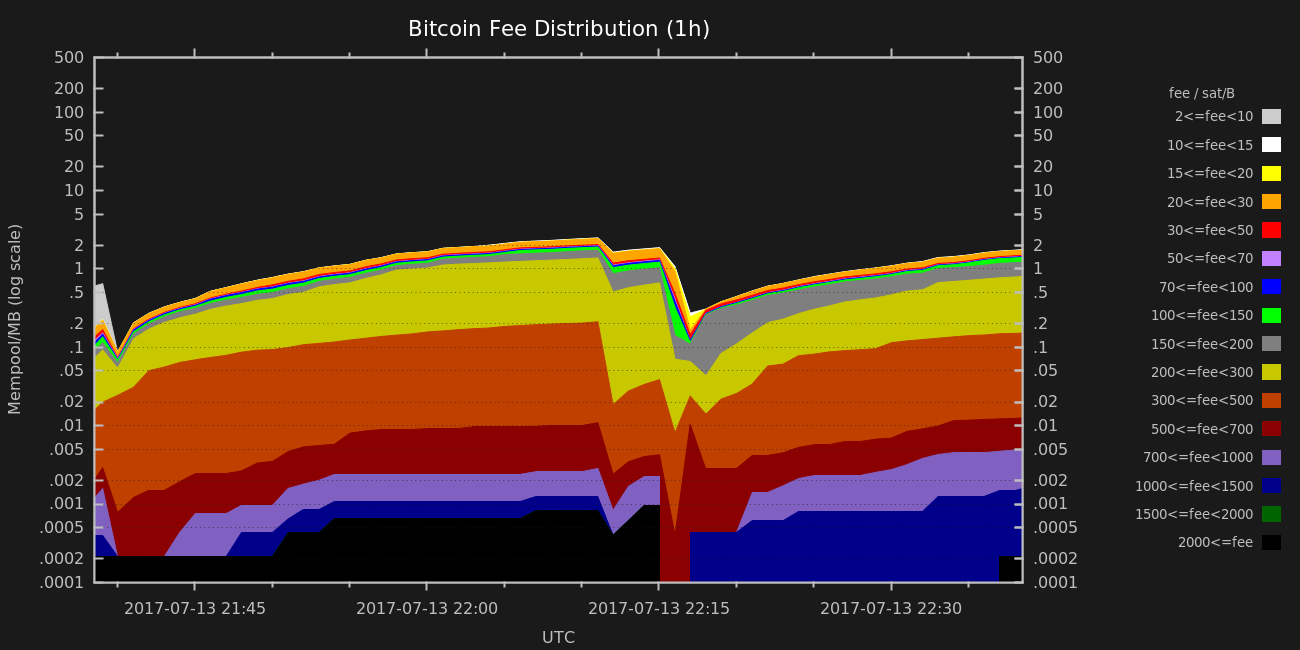 Bitcoin Fee Distribution (1h)
Mempool/MB (log scale)
500
200
100
50
20
10
5
2
1
.5
.2
.1
.05
.02
.01
.005
.002
.001
.0005
.0002
.0001
500
200
100
50
20
10
5
2
1
.5
.2
.1
.05
.02
.01
.005
.002
.001
.0005
.0002
.0001
2017-07-13 21:45
2017-07-13 22:00
2017-07-13 22:15
2017-07-13 22:30
UTC
fee / sat/B
2<=fee<10
10<=fee<15
15<=fee<20
20<=fee<30
30<=fee<50
50<=fee<70
70<=fee<100
100<=fee<150
150<=fee<200
200<=fee<300
300<=fee<500
500<=fee<700
700<=fee<1000
1000<=fee<1500
1500<=fee<2000
2000<=fee